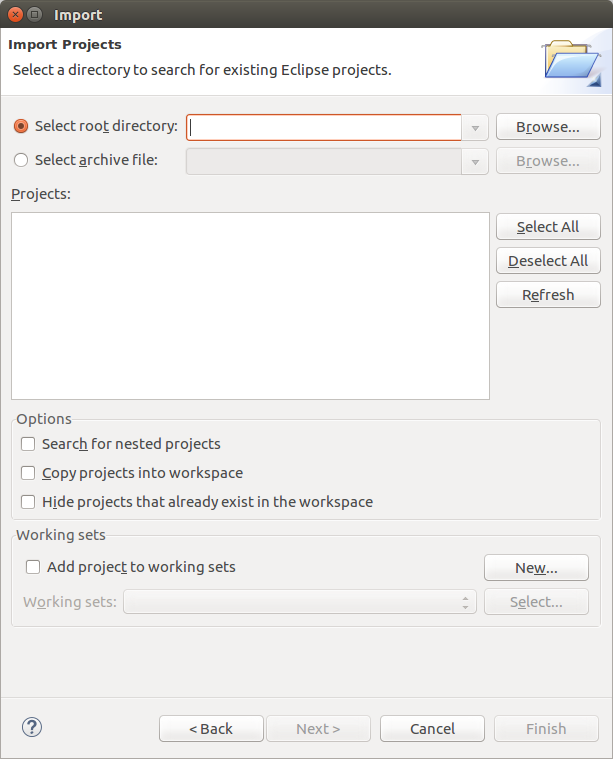 Import
Import Projects
Select a directory to search for existing Eclipse projects.
Select root directory: Browse...
Select archive file: Browse...
Projects:
Select All
Deselect All
Refresh
Options
Search for nested projects
Copy projects into workspace
Hide projects that already exist in the workspace
Working sets
Add project to working sets New...
Working sets: Select...
? < Back Next > Cancel Finish